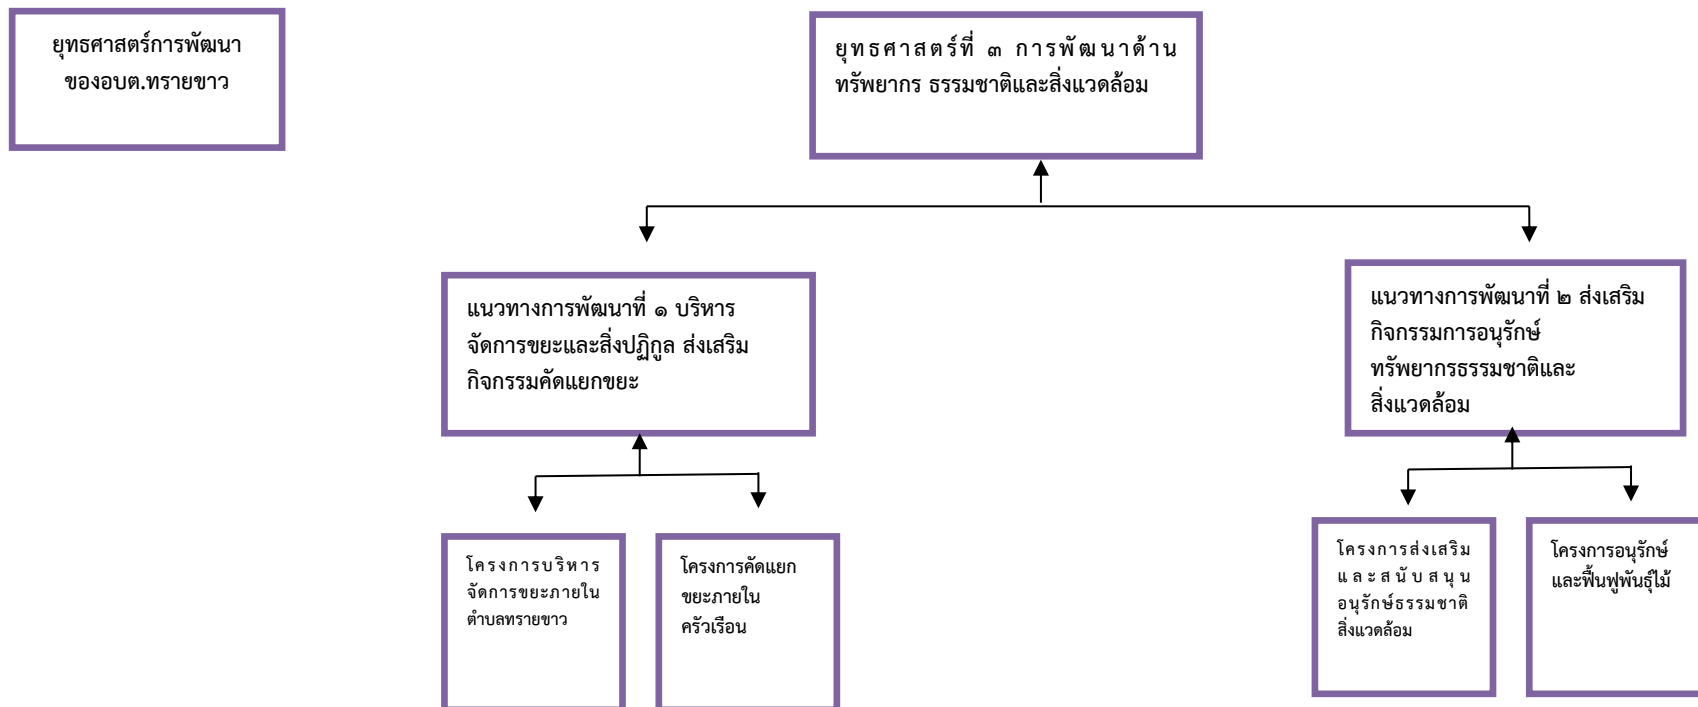 ยุทธศาสตร์การพัฒนา
ของอบต.ทรายขาว
ยุทธศาสตร์ที่ ๓ การพัฒนาด้าน
ทรัพยากร ธรรมชาติและสิ่งแวดล้อม
แนวทางการพัฒนาที่ ๑ บริหาร
จัดการขยะและสิ่งปฏิกูล ส่งเสริม
กิจกรรมคัดแยกขยะ
แนวทางการพัฒนาที่ ๒ ส่งเสริม
กิจกรรมการอนุรักษ์
ทรัพยากรธรรมชาติและ
สิ่งแวดล้อม
โครงการบริหาร
จัดการขยะภายใน
ตำบลทรายขาว
โครงการคัดแยก
ขยะภายใน
ครัวเรือน
โครงการส่งเสริม
และสนับสนุน
อนุรักษ์ธรรมชาติ
สิ่งแวดล้อม
โครงการอนุรักษ์
และฟื้นฟูพันธุ์ไม้